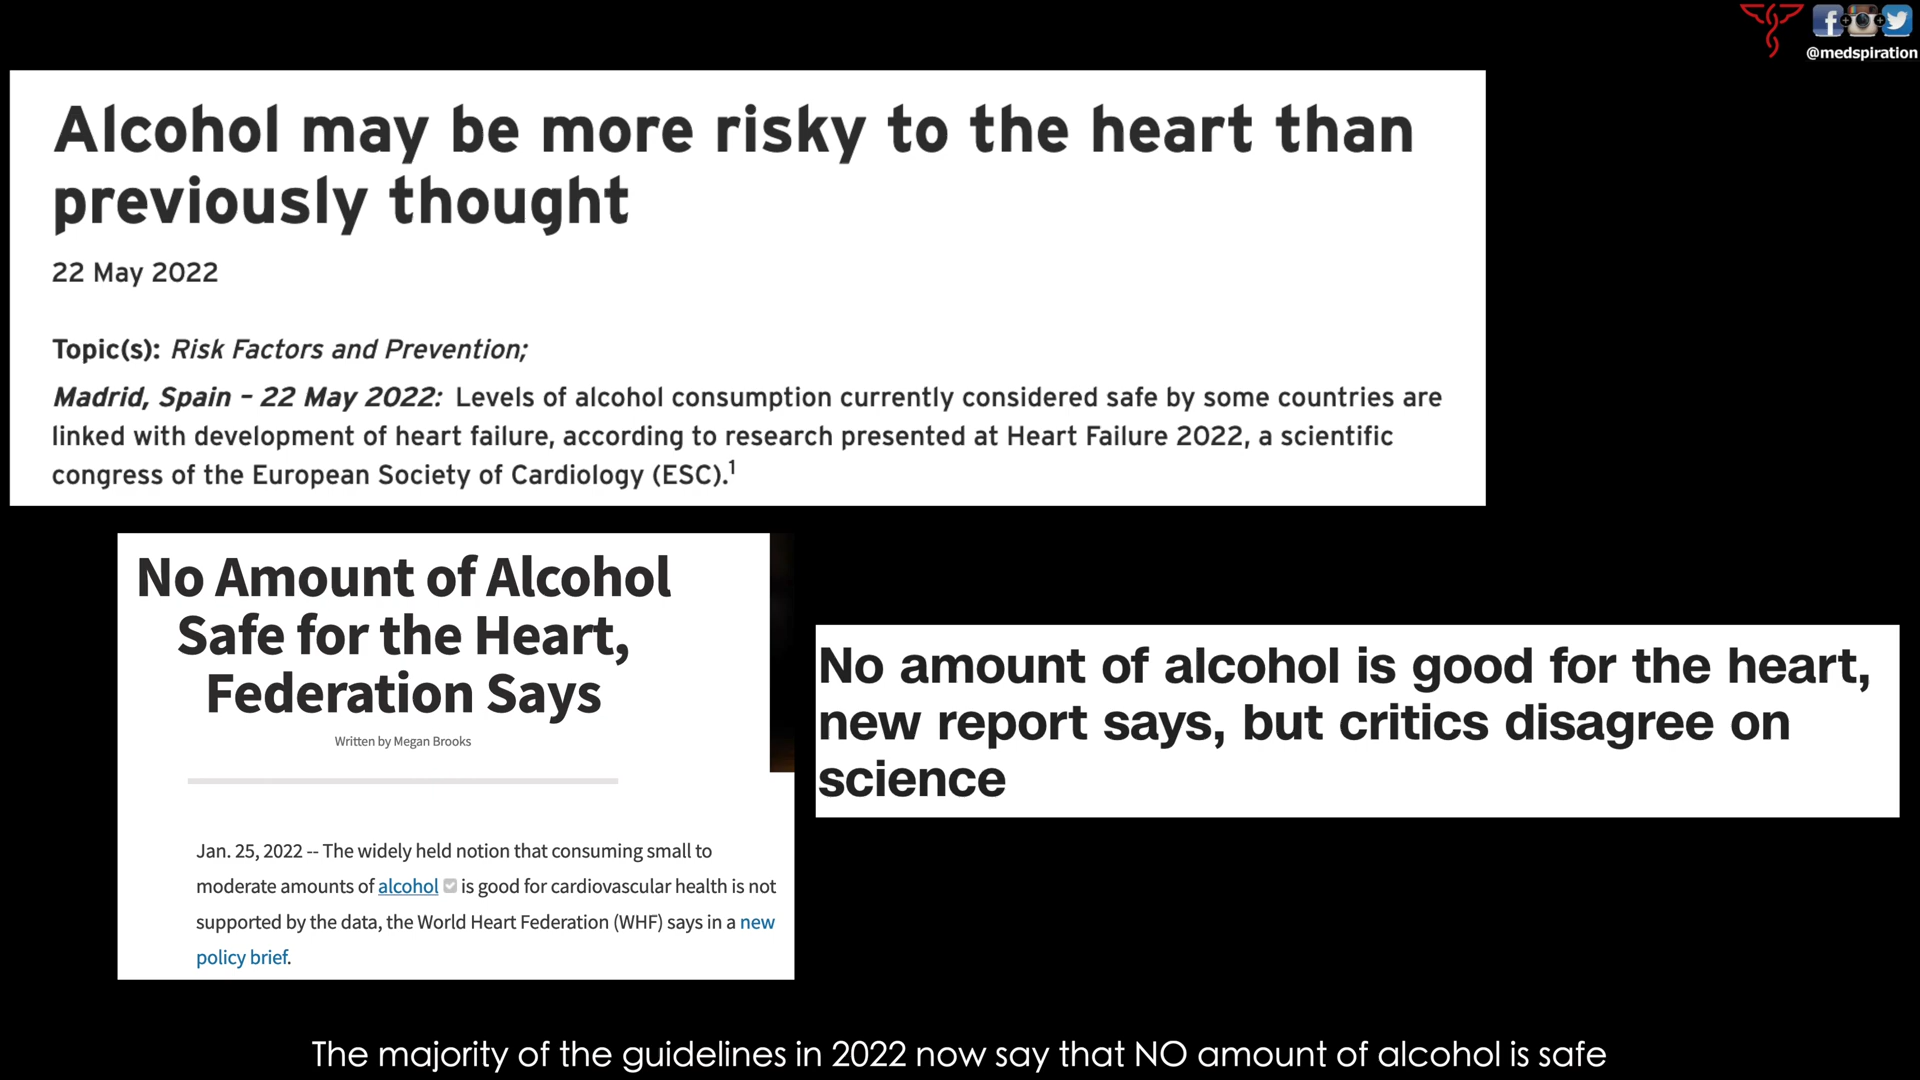 @medspiration
Alcohol may be more risky to the heart than
previously thought
22 May 2022
Topic(s): Risk Factors and Prevention;
Madrid, Spain – 22 May 2022: Levels of alcohol consumption currently considered safe by some countries are
linked with development of heart failure, according to research presented at Heart Failure 2022, a scientific
congress of the European Society of Cardiology (ESC).1
No Amount of Alcohol
Safe for the Heart,
Federation Says
Written by Megan Brooks
Jan. 25, 2022 -- The widely held notion that consuming small to
moderate amounts of alcohol is good for cardiovascular health is not
supported by the data, the World Heart Federation (WHF) says in a new
policy brief.
No amount of alcohol is good for the heart,
new report says, but critics disagree on
science
The majority of the guidelines in 2022 now say that NO amount of alcohol is safe